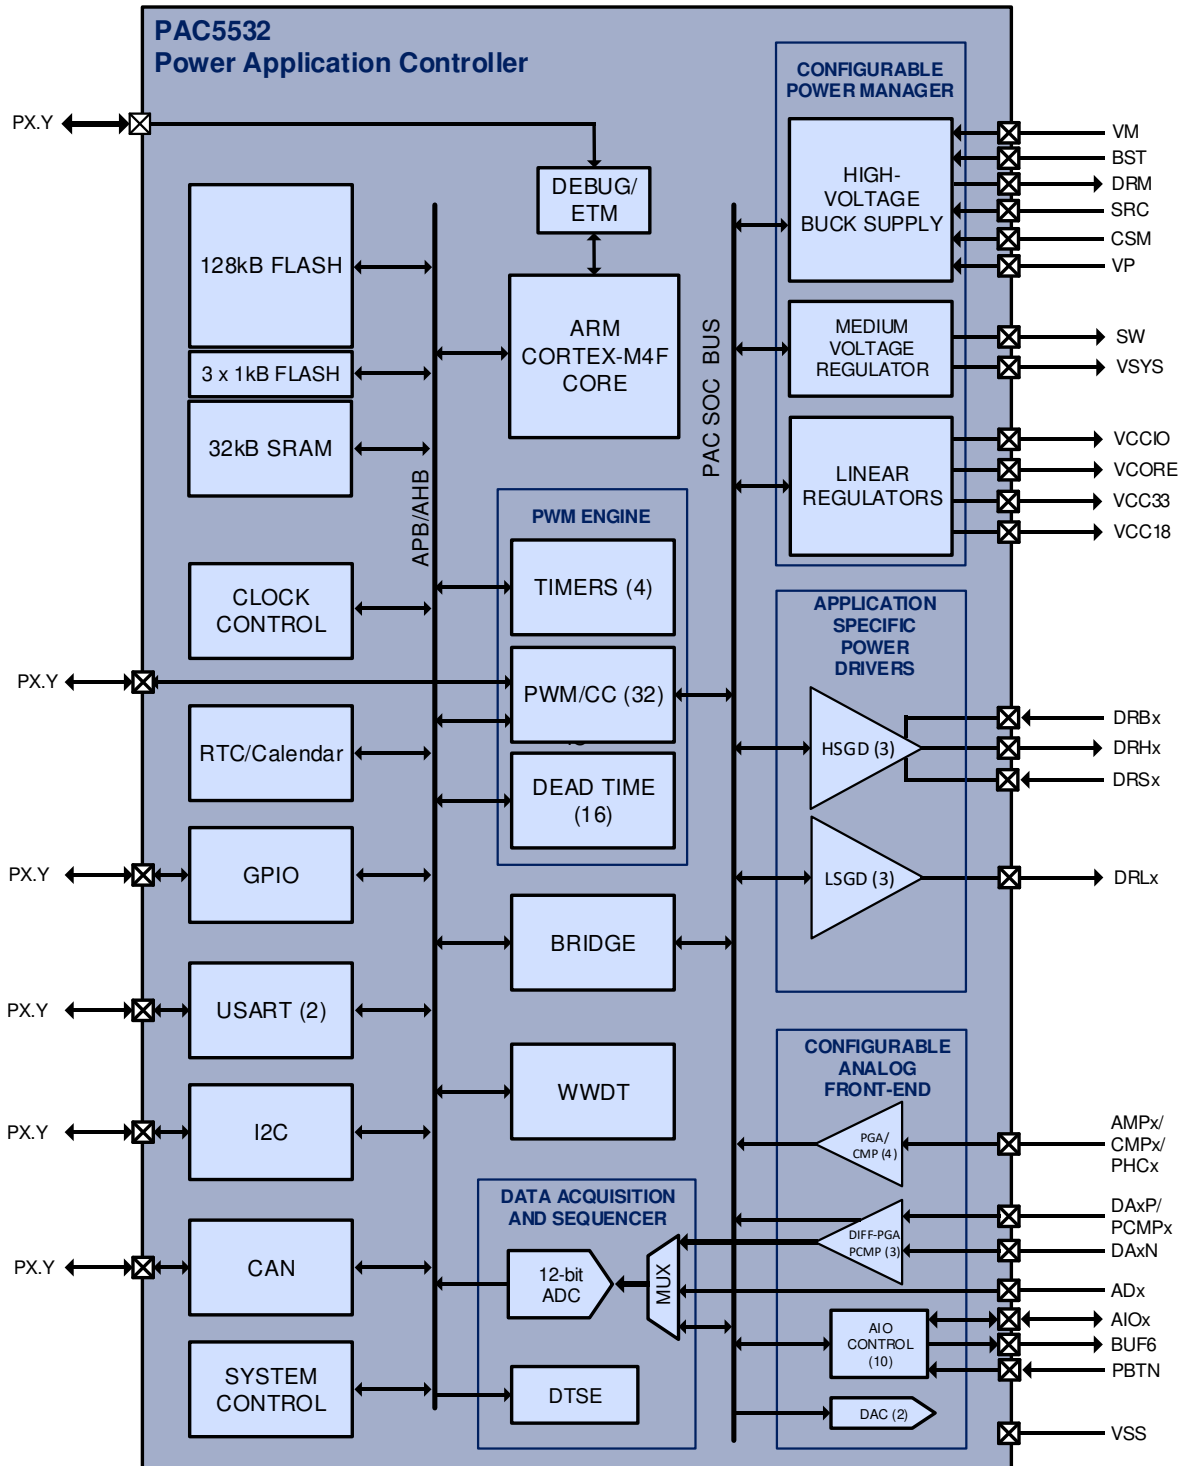 PAC5532
Power Application Controller
PX.Y
DEBUG/
ETM
128kB FLASH
3 x 1kB FLASH
32kB SRAM
ARM
CORTEX-M4F
CORE
APB/AHB
PAC SOC BUS
CONFIGURABLE
POWER MANAGER
HIGH-
VOLTAGE
BUCK SUPPLY
VM
BST
DRM
SRC
CSM
VP
MEDIUM
VOLTAGE
REGULATOR
SW
VSYS
LINEAR
REGULATORS
VCCIO
VCORE
VCC33
VCC18
PWM ENGINE
TIMERS (4)
PWM/CC (32)
DEAD TIME
(16)
CLOCK
CONTROL
PX.Y
RTC/Calendar
PX.Y
GPIO
PX.Y
USART (2)
PX.Y
I2C
PX.Y
CAN
SYSTEM
CONTROL
BRIDGE
WWDT
DATA ACQUISITION
AND SEQUENCER
12-bit
ADC
MUX
DTSE
APPLICATION
SPECIFIC
POWER
DRIVERS
HSGD (3)
DRBx
DRHx
DRSx
LSGD (3)
DRLx
CONFIGURABLE
ANALOG
FRONT-END
PGA/
CMP (4)
AMPx/
CMPx/
PHCx
DIFF-PGA
PCMP (3)
DAxP/
PCMPx
DAxN
ADx
AIO
CONTROL
(10)
AIOx
BUF6
PBTN
DAC (2)
VSS